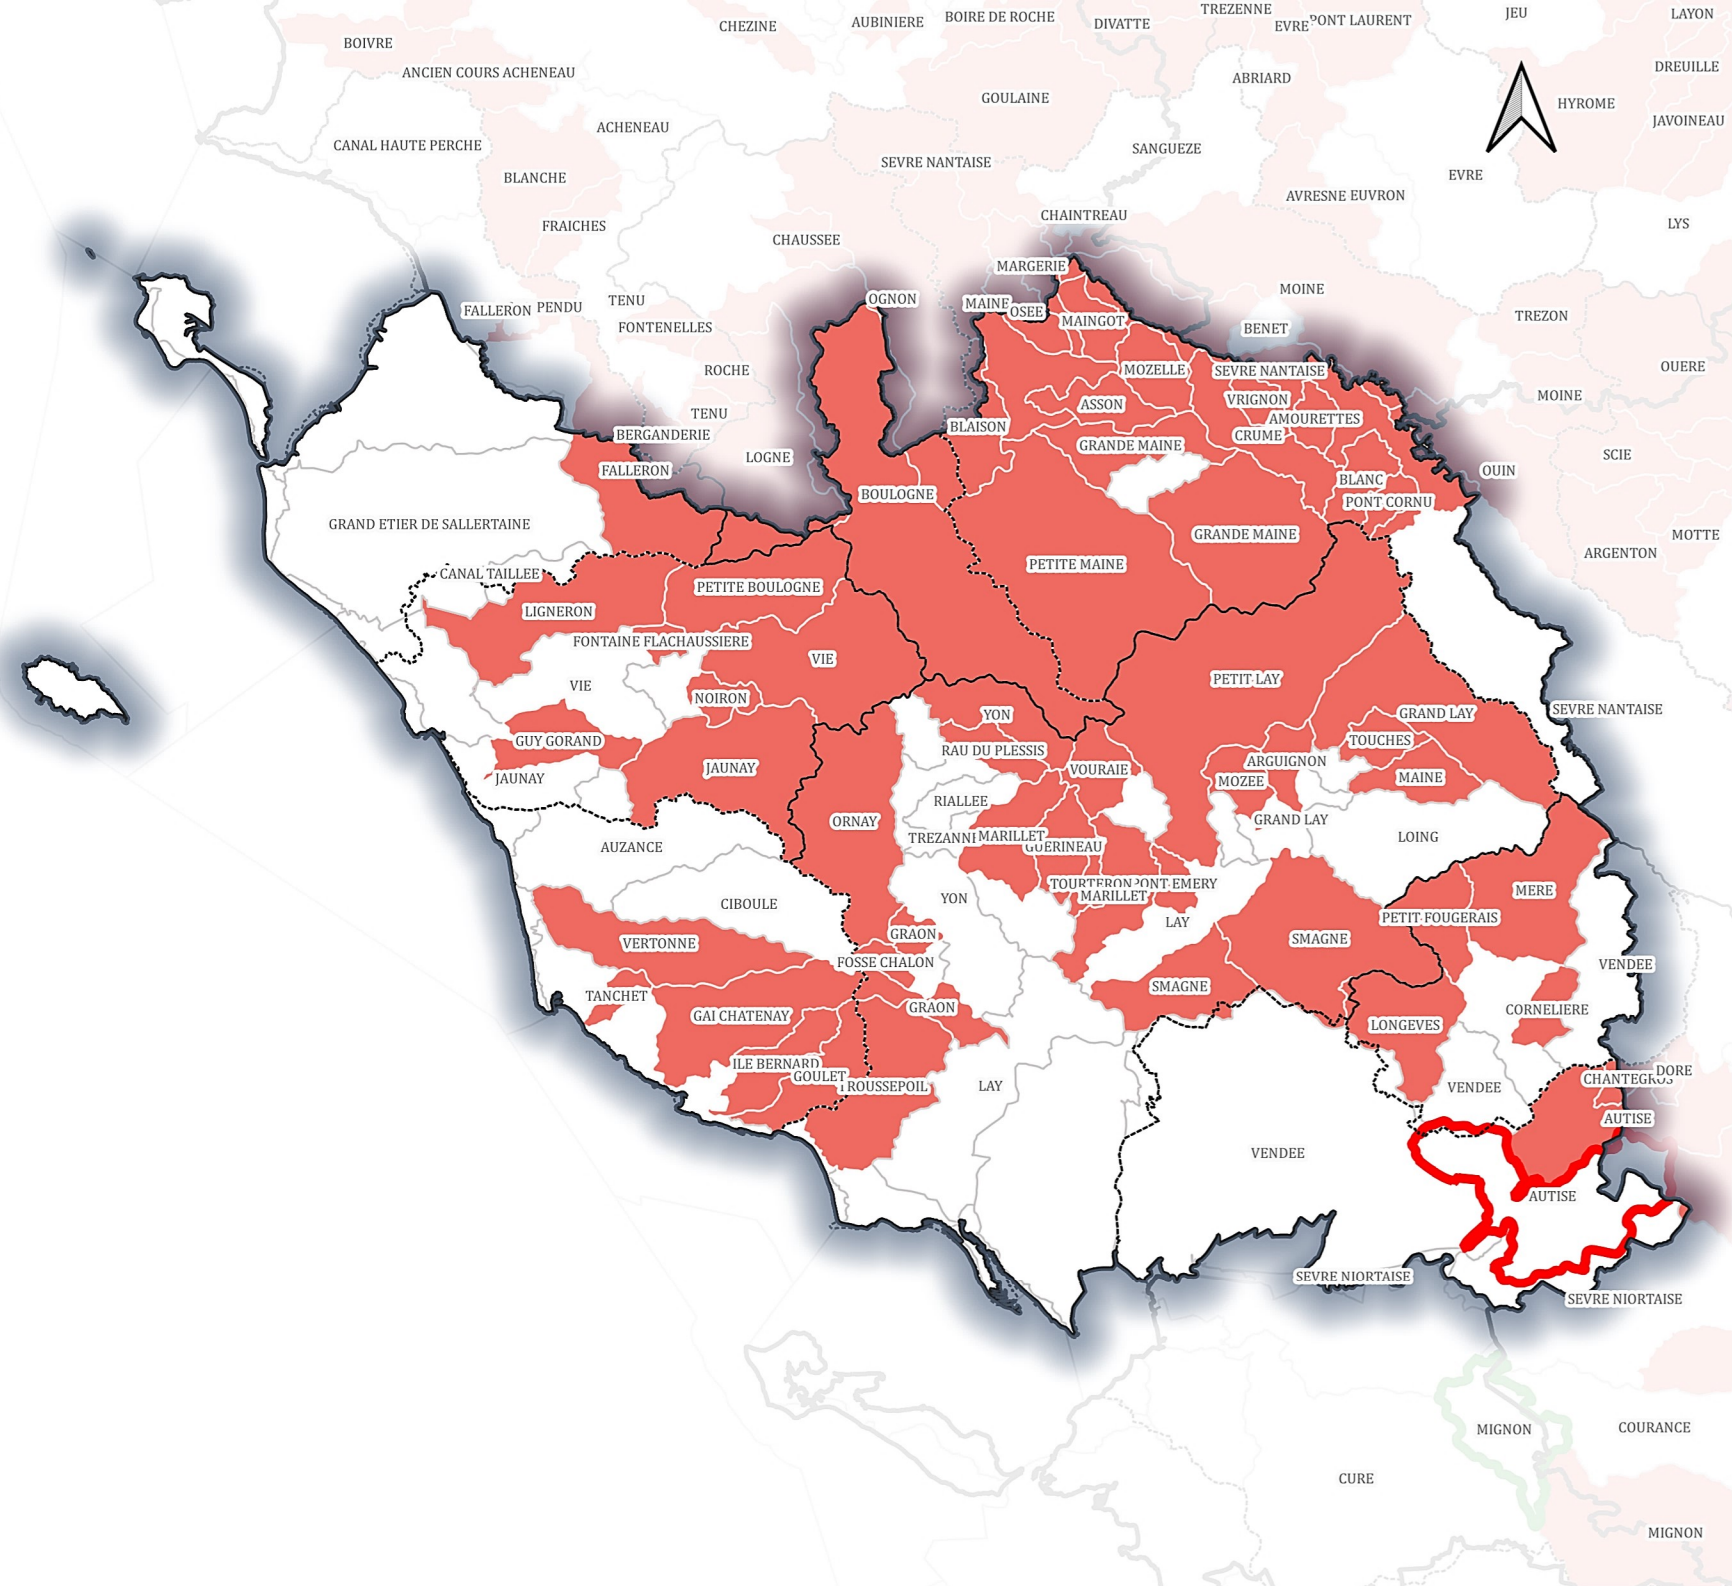 TREZENNE
JEU
LAYON
BOIRE DE ROCHE
AUBINIERE
CHEZINE
DIVATTE
EVRE
PONT LAURENT
BOIVRE
ANCIEN COURS ACHENEAU
DREUILLE
ABRIARD
GOULAINE
HYROME
JAVOINEAU
ACHENEAU
CANAL HAUTE PERCHE
SANGUEZE
SEVRE NANTAISE
BLANCHE
EVRE
AVRESNE EUVRON
CHAINTREAU
LYS
FRAICHES
CHAUSSEE
MARGERIE
MOINE
OGNON
TENU
MAINE
OSEE
FALLERON
PENDU
TREZON
MAINGOT
FONTENELLES
BENET
OUERE
ROCHE
MOZELLE
SEVRE NANTAISE
MOINE
VRIGNON
ASSON
TENU
AMOURETTES
BLAISON
BERGANDERIE
CRUME
GRANDE MAINE
LOGNE
SCIE
FALLERON
OUIN
BLANC
BOULOGNE
PONT CORNU
GRAND ETIER DE SALLERTAINE
GRANDE MAINE
MOTTE
ARGENTON
PETITE MAINE
CANAL TAILLEE
PETITE BOULOGNE
LIGNERON
FONTAINE FLACHAUSSIERE
VIE
PETIT LAY
VIE
NOIRON
SEVRE NANTAISE
YON
GRAND LAY
GUY GORAND
TOUCHES
RAU DU PLESSIS
ARGUIGNON
JAUNAY
VOURAIE
JAUNAY
MOZEE
MAINE
RIALLEE
ORNAY
GRAND LAY
TREZANNE
MARILLET
LOING
AUZANCE
GUERINEAU
TOURTERON
PONT EMERY
MERE
MARILLET
YON
CIBOULE
PETIT FOUGERAIS
LAY
GRAON
SMAGNE
VERTONNE
FOSSE CHALON
VENDEE
SMAGNE
TANCHET
GRAON
CORNELIERE
GAI CHATENAY
LONGEVES
ILE BERNARD
GOULET
DORE
CHANTEGROS
TROUSSEPOIL
LAY
VENDEE
AUTISE
VENDEE
AUTISE
SEVRE NIORTAISE
SEVRE NIORTAISE
MIGNON
COURANCE
CURE
MIGNON